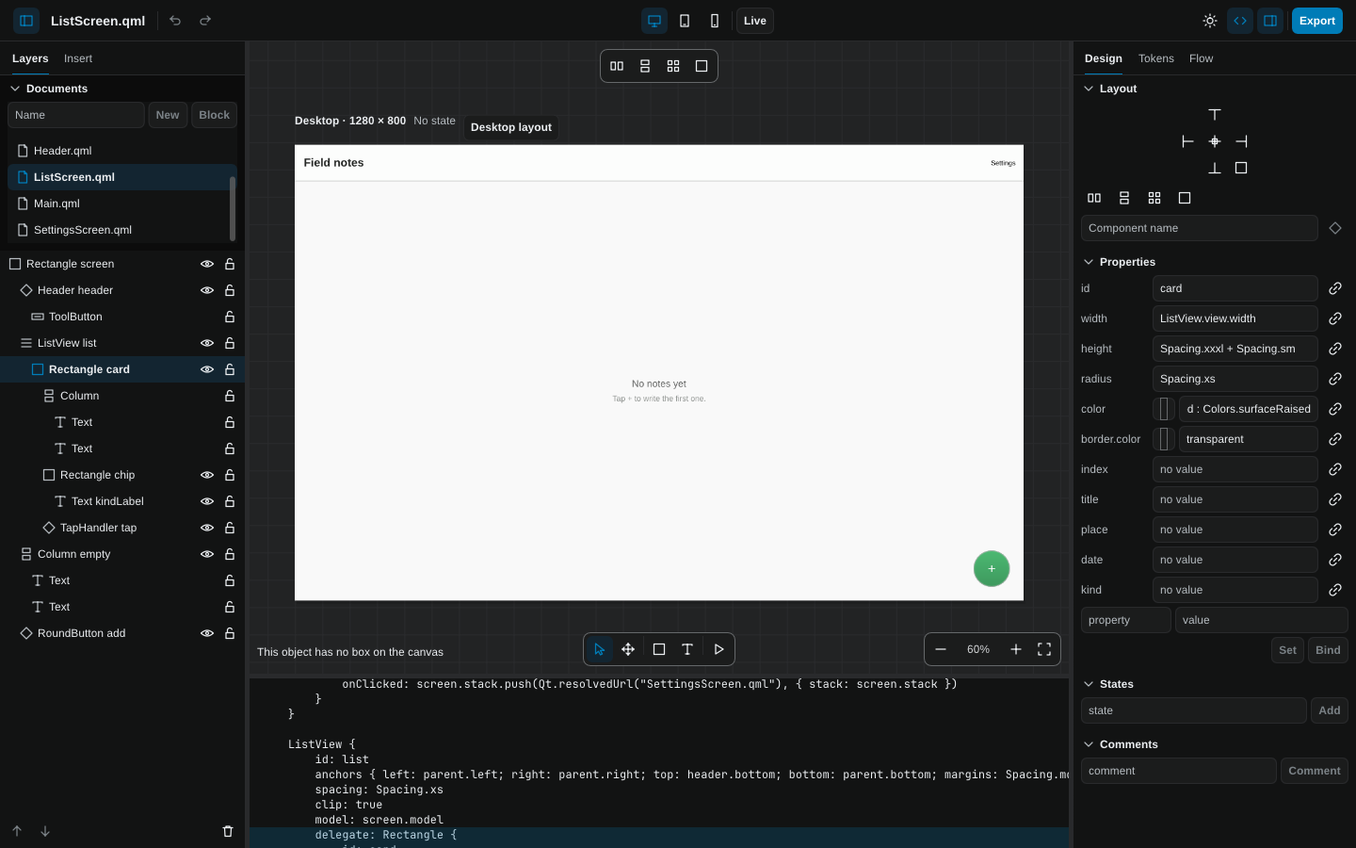 ListScreen.qml
Live
Export
Layers
Insert
Documents
Name
New
Block
Header.qml
ListScreen.qml
Main.qml
SettingsScreen.qml
Rectangle screen
Header header
ToolButton
ListView list
Rectangle card
Column
Text
Text
Rectangle chip
Text kindLabel
TapHandler tap
Column empty
Text
Text
RoundButton add
Desktop · 1280 × 800 No state
Desktop layout
Field notes
Settings
No notes yet
Tap + to write the first one.
+
This object has no box on the canvas
60%
onClicked: screen.stack.push(Qt.resolvedUrl("SettingsScreen.qml"), { stack: screen.stack })
}
}
ListView {
id: list
anchors { left: parent.left; right: parent.right; top: header.bottom; bottom: parent.bottom; margins:
spacing: Spacing.xs
clip: true
model: screen.model
delegate: Rectangle {
Design
Tokens
Flow
Layout
Component name
Properties
id card
width ListView.view.width
height Spacing.xxxl + Spacing.sm
radius Spacing.xs
color d : Colors.surfaceRaised
border.color transparent
index no value
title no value
place no value
date no value
kind no value
property value
Set Bind
States
state Add
Comments
comment Comment